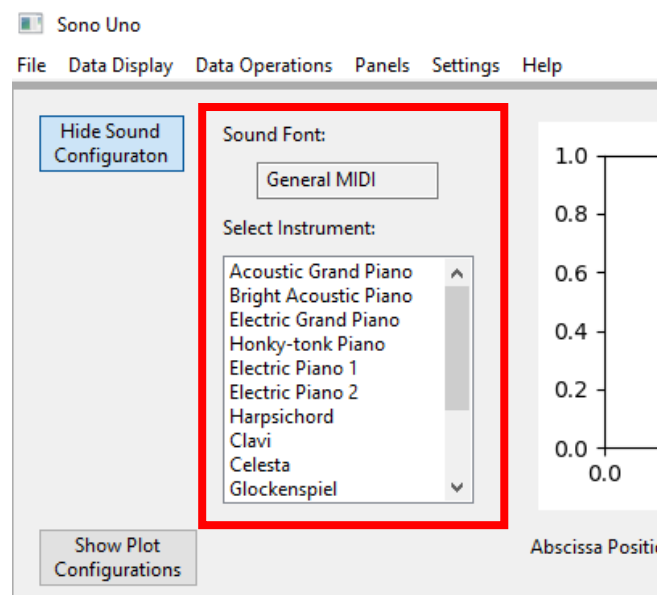 Sono Uno
File Data Display Data Operations Panels Settings Help
Hide Sound
Configuraton
Sound Font:
General MIDI
Select Instrument:
Acoustic Grand Piano
Bright Acoustic Piano
Electric Grand Piano
Honky-tonk Piano
Electric Piano 1
Electric Piano 2
Harpsichord
Clavi
Celesta
Glockenspiel
Show Plot
Configurations
1.0
0.8
0.6
0.4
0.2
0.0
0.0
Abscissa Positi